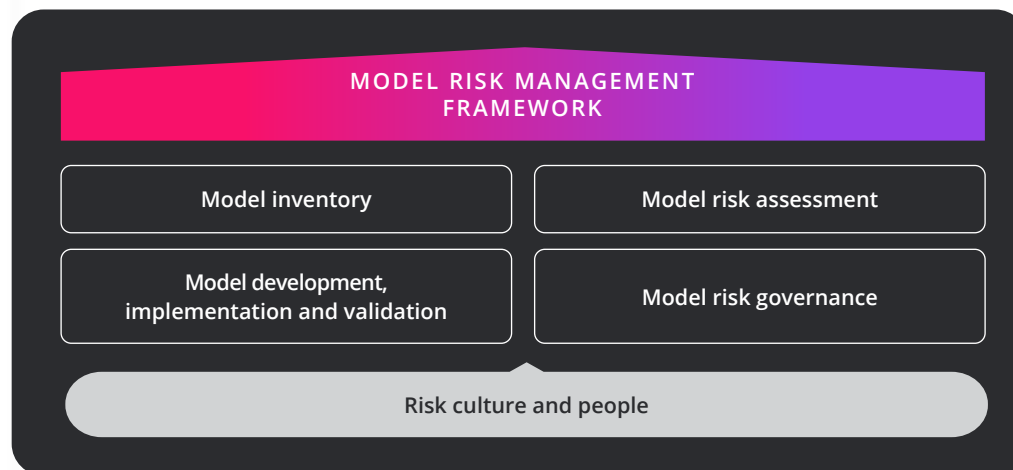 MODEL RISK MANAGEMENT
FRAMEWORK
Model inventory
Model risk assessment
Model development,
implementation and validation
Model risk governance
Risk culture and people